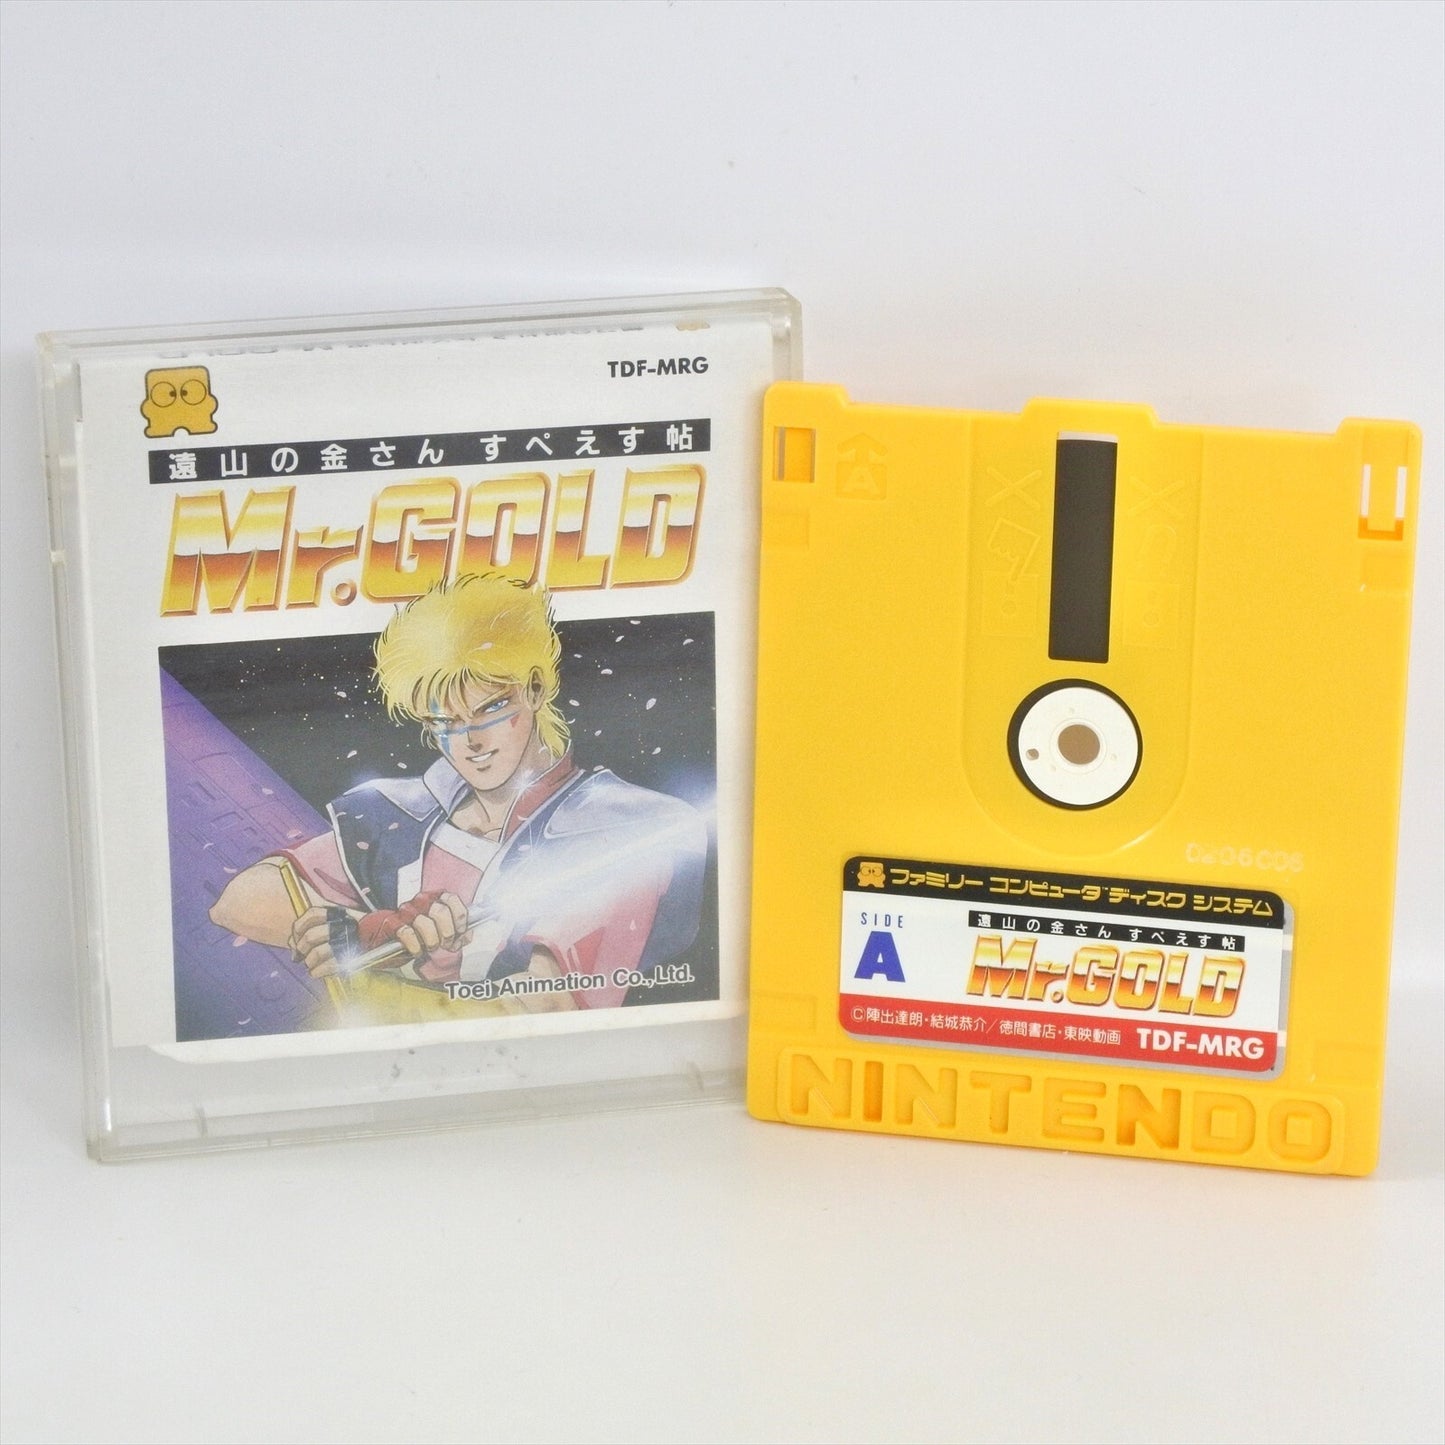 TDF-MRG
遠山の金さん すぺえす帖
Mr.GOLD
Toei Animation Co.,Ltd.
A
ファミリー コンピュータ™ ディスク システム
SIDE
A
遠山の金さん すぺえす帖
Mr.GOLD
©陣出達朗・結城恭介／徳間書店・東映動画 TDF-MRG
NINTENDO